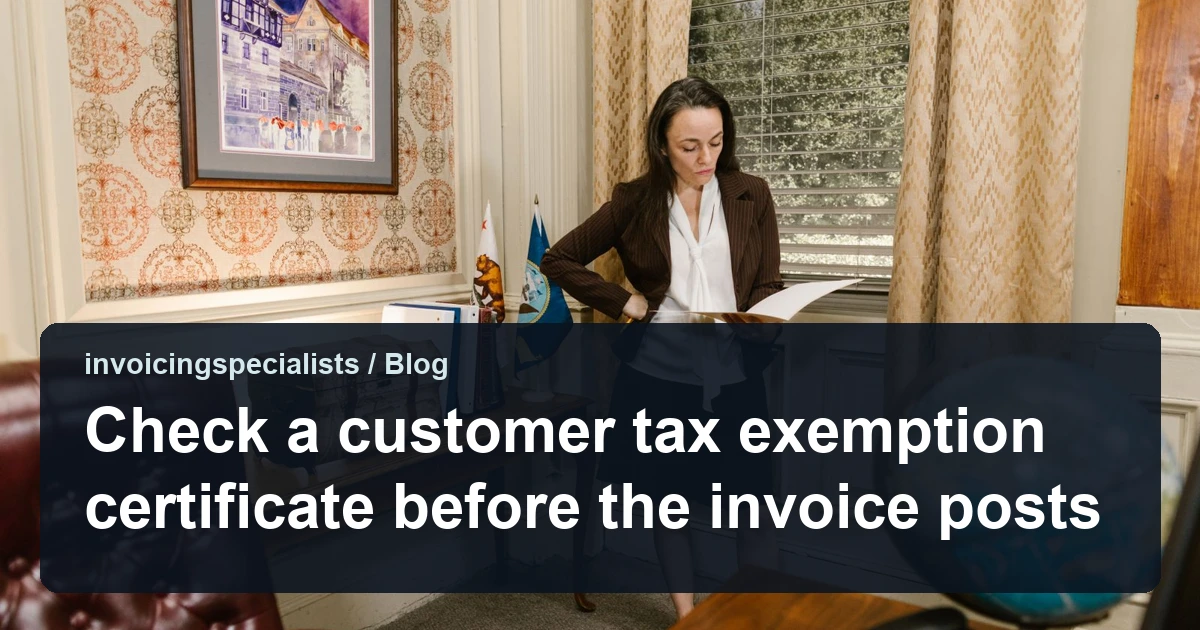 invoicingspecialists / Blog
Check a customer tax exemption
certificate before the invoice posts